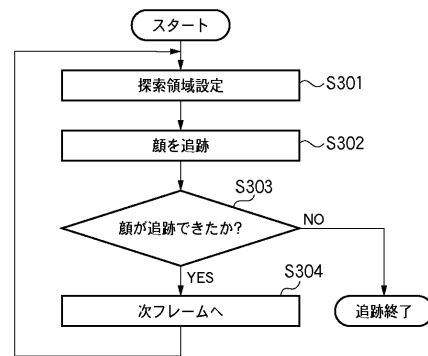 スタート
探索領域設定
S301
顔を追跡
S302
S303
顔が追跡できたか?
NO
YES
S304
次フレームへ
追跡終了